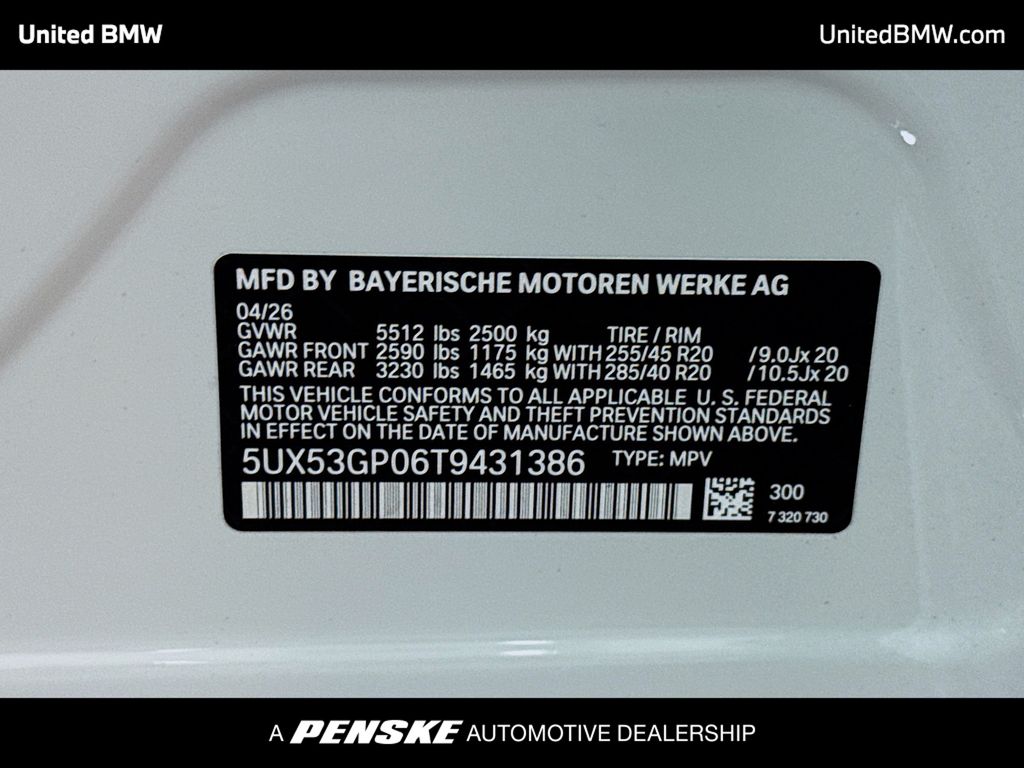 United BMW
UnitedBMW.com
MFD BY BAYERISCHE MOTOREN WERKE AG
04/26
GVWR 5512 lbs 2500 kg TIRE / RIM
GAWR FRONT 2590 lbs 1175 kg WITH 255/45 R20 /9.0Jx 20
GAWR REAR 3230 lbs 1465 kg WITH 285/40 R20 /10.5Jx 20
THIS VEHICLE CONFORMS TO ALL APPLICABLE U. S. FEDERAL
MOTOR VEHICLE SAFETY AND THEFT PREVENTION STANDARDS
IN EFFECT ON THE DATE OF MANUFACTURE SHOWN ABOVE.
5UX53GP06T9431386 TYPE: MPV
300
7 320 730
A PENSKE AUTOMOTIVE DEALERSHIP